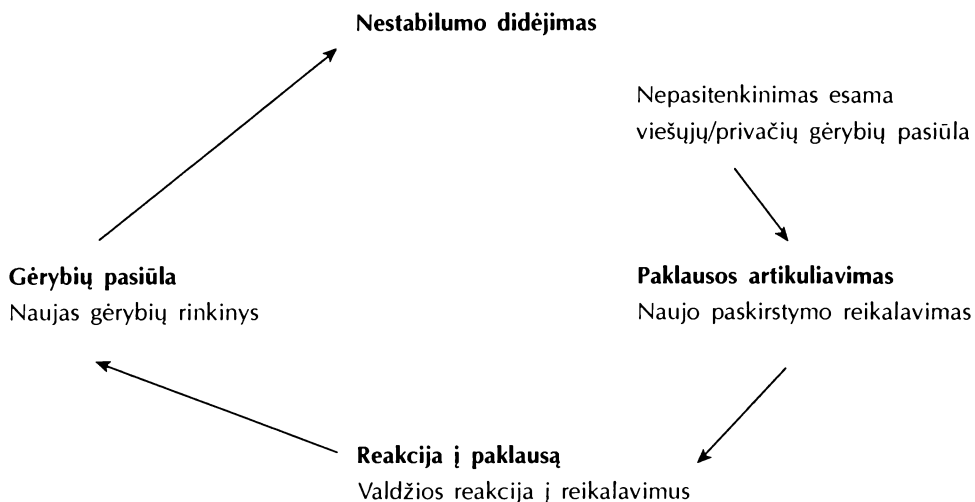 Nestabilumo didėjimas
Nepasitenkinimas esama
viešųjų/privačių gėrybių pasiūla
Gėrybių pasiūla
Naujas gėrybių rinkinys
Paklausos artikuliavimas
Naujo paskirstymo reikalavimas
Reakcija į paklausą
Valdžios reakcija į reikalavimus